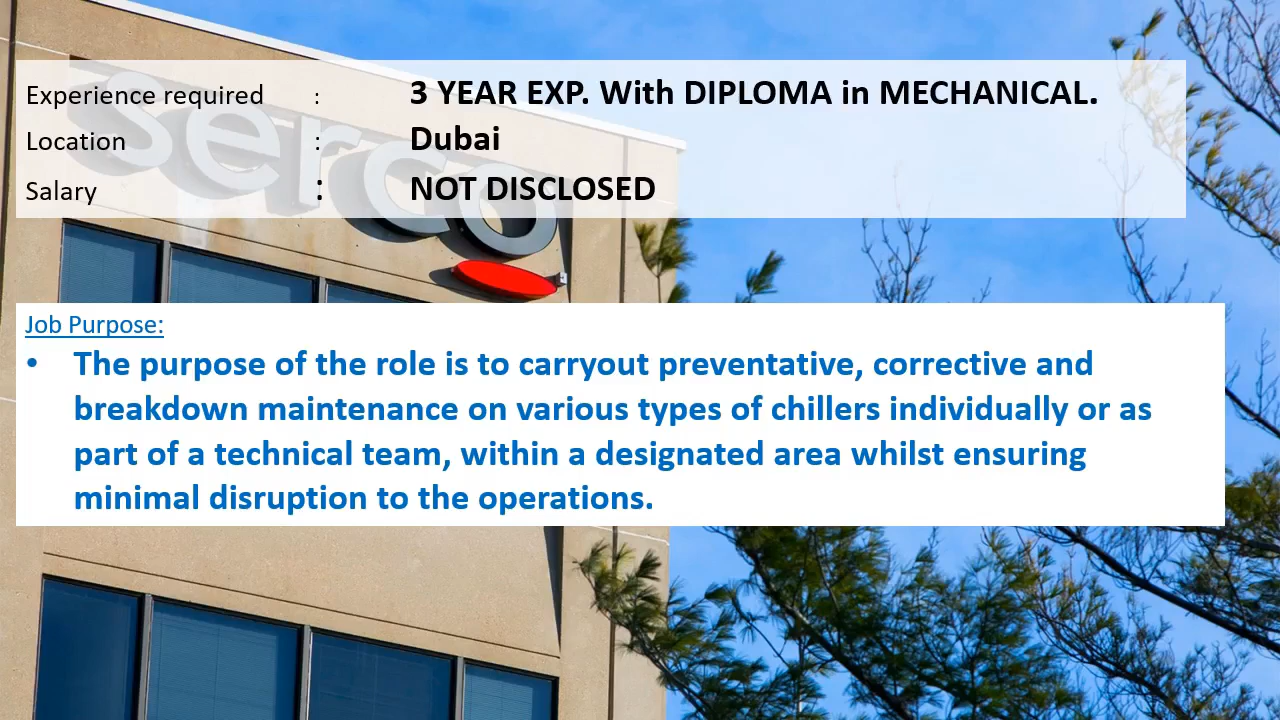 serco
Experience required : 3 YEAR EXP. With DIPLOMA in MECHANICAL.
Location : Dubai
Salary : NOT DISCLOSED
Job Purpose:
• The purpose of the role is to carryout preventative, corrective and
breakdown maintenance on various types of chillers individually or as
part of a technical team, within a designated area whilst ensuring
minimal disruption to the operations.